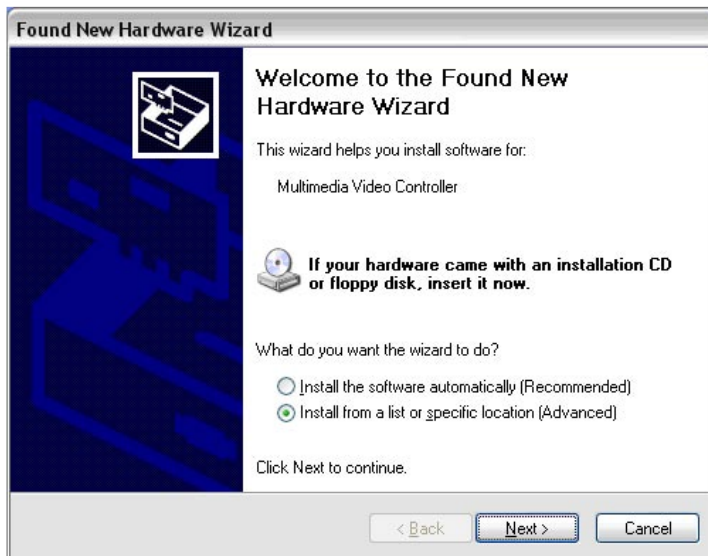 Found New Hardware Wizard
Welcome to the Found New
Hardware Wizard
This wizard helps you install software for:
Multimedia Video Controller
If your hardware came with an installation CD
or floppy disk, insert it now.
What do you want the wizard to do?
Install the software automatically (Recommended)
Install from a list or specific location (Advanced)
Click Next to continue.
< Back Next > Cancel